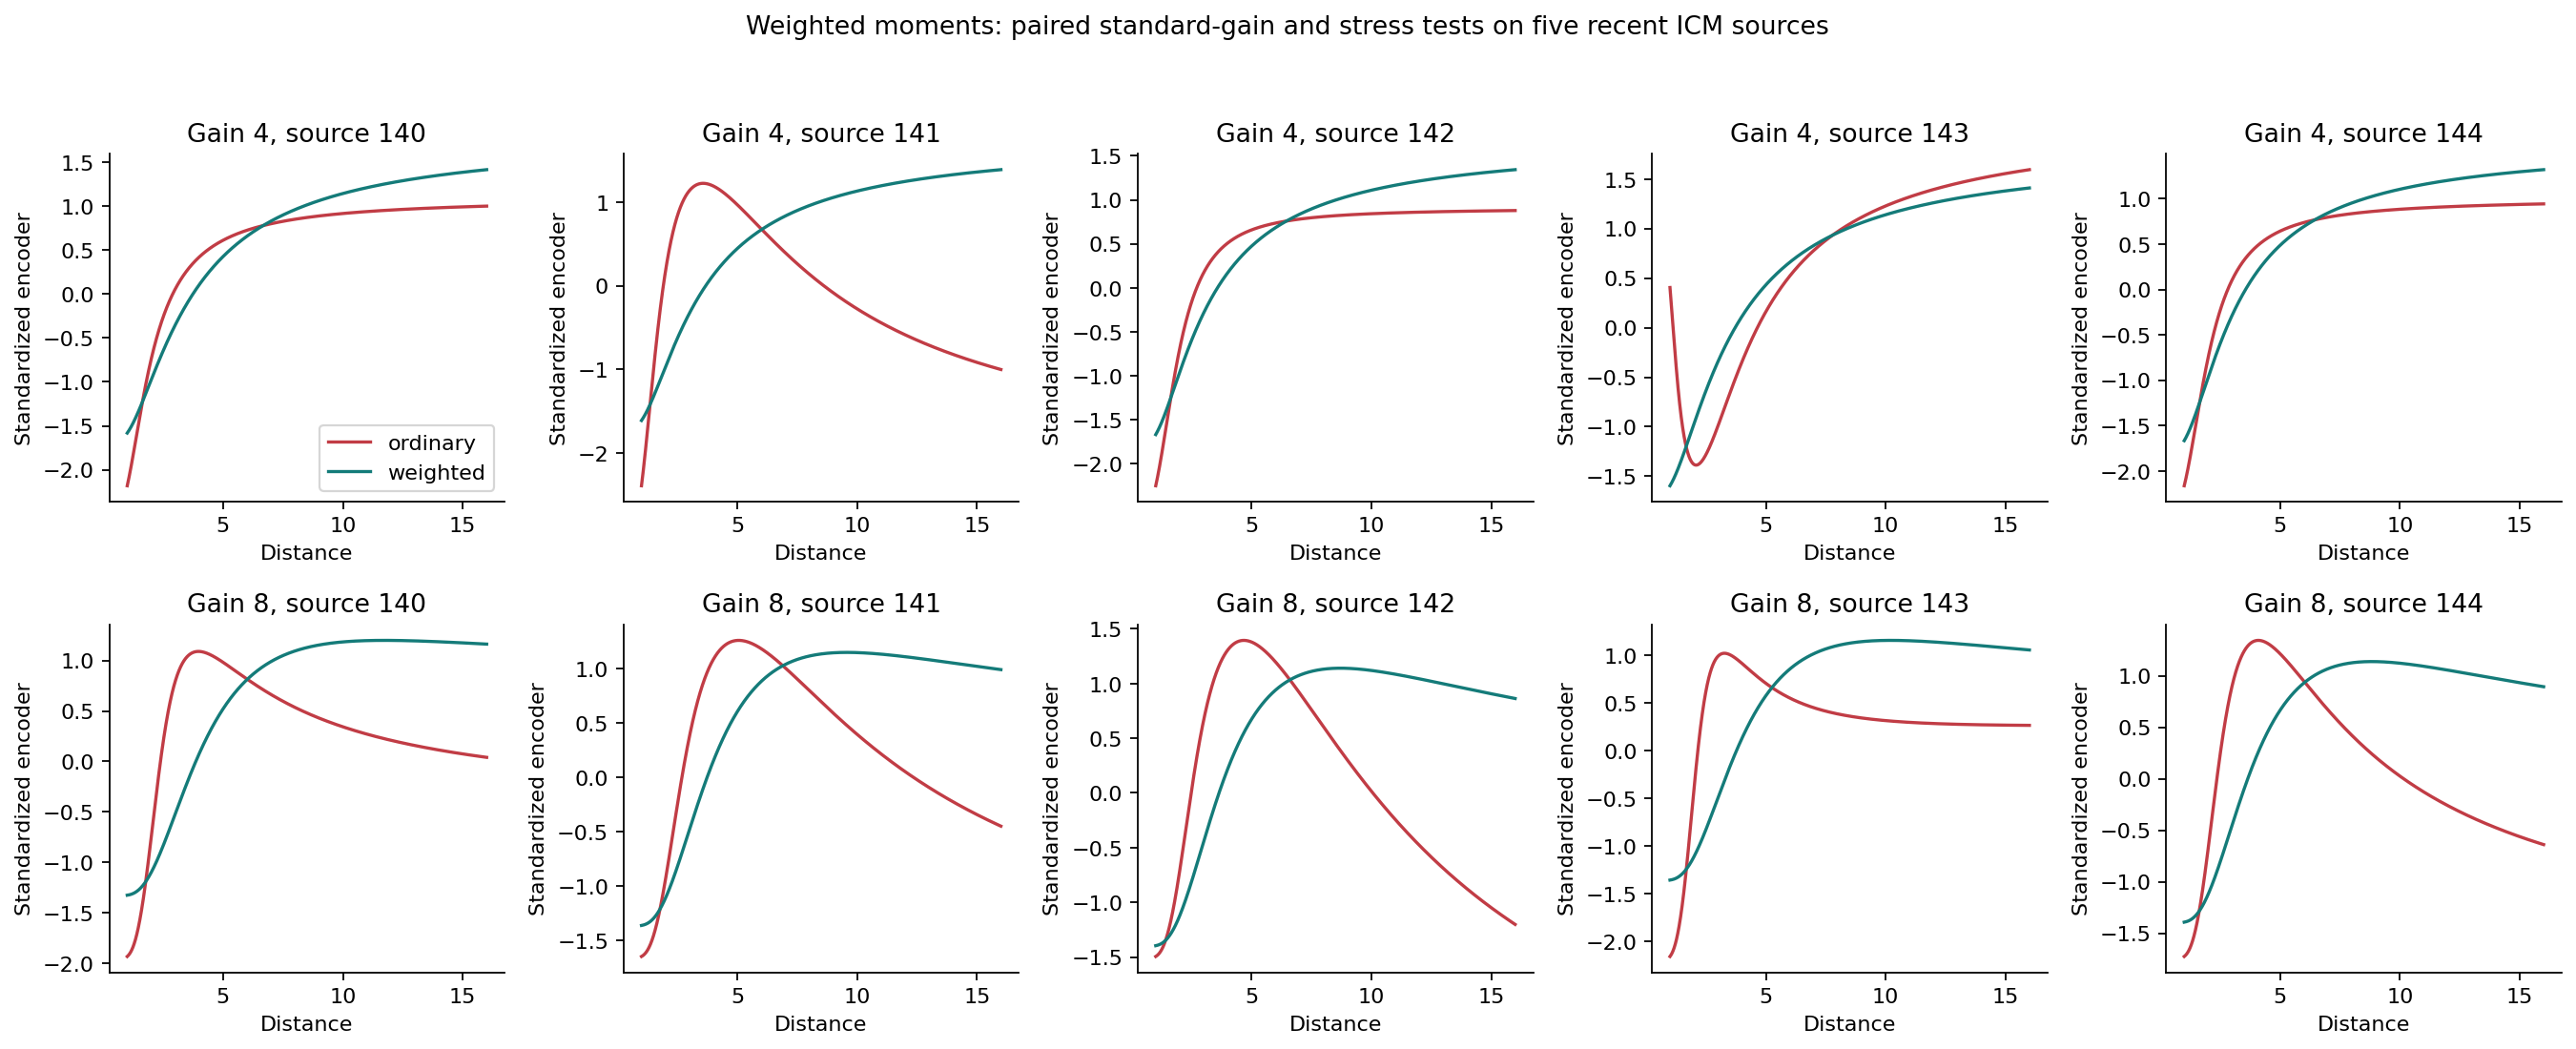 Weighted moments: paired standard-gain and stress tests on five recent ICM sources
Gain 4, source 140
1.5
1.0
0.5
0.0
−0.5
−1.0
−1.5
−2.0
Standardized encoder
ordinary
weighted
5 10 15
Distance
Gain 4, source 141
1
0
−1
−2
Standardized encoder
5 10 15
Distance
Gain 4, source 142
1.5
1.0
0.5
0.0
−0.5
−1.0
−1.5
−2.0
Standardized encoder
5 10 15
Distance
Gain 4, source 143
1.5
1.0
0.5
0.0
−0.5
−1.0
−1.5
Standardized encoder
5 10 15
Distance
Gain 4, source 144
1.0
0.5
0.0
−0.5
−1.0
−1.5
−2.0
Standardized encoder
5 10 15
Distance
Gain 8, source 140
1.0
0.5
0.0
−0.5
−1.0
−1.5
−2.0
Standardized encoder
5 10 15
Distance
Gain 8, source 141
1.0
0.5
0.0
−0.5
−1.0
−1.5
Standardized encoder
5 10 15
Distance
Gain 8, source 142
1.5
1.0
0.5
0.0
−0.5
−1.0
−1.5
Standardized encoder
5 10 15
Distance
Gain 8, source 143
1.0
0.5
0.0
−0.5
−1.0
−1.5
−2.0
Standardized encoder
5 10 15
Distance
Gain 8, source 144
1.0
0.5
0.0
−0.5
−1.0
−1.5
Standardized encoder
5 10 15
Distance